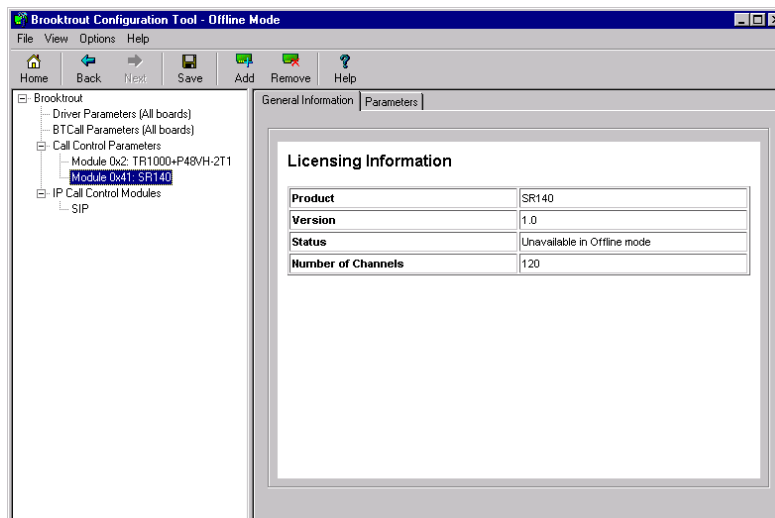 Brooktrout Configuration Tool - Offline Mode
File View Options Help
Home Back Next Save Add Remove Help
Brooktrout
Driver Parameters (All boards)
BTCall Parameters (All boards)
Call Control Parameters
Module 0x2: TR1000+P48VH-2T1
Module 0x41: SR140
IP Call Control Modules
SIP
General Information Parameters
Licensing Information
Product SR140
Version 1.0
Status Unavailable in Offline mode
Number of Channels 120